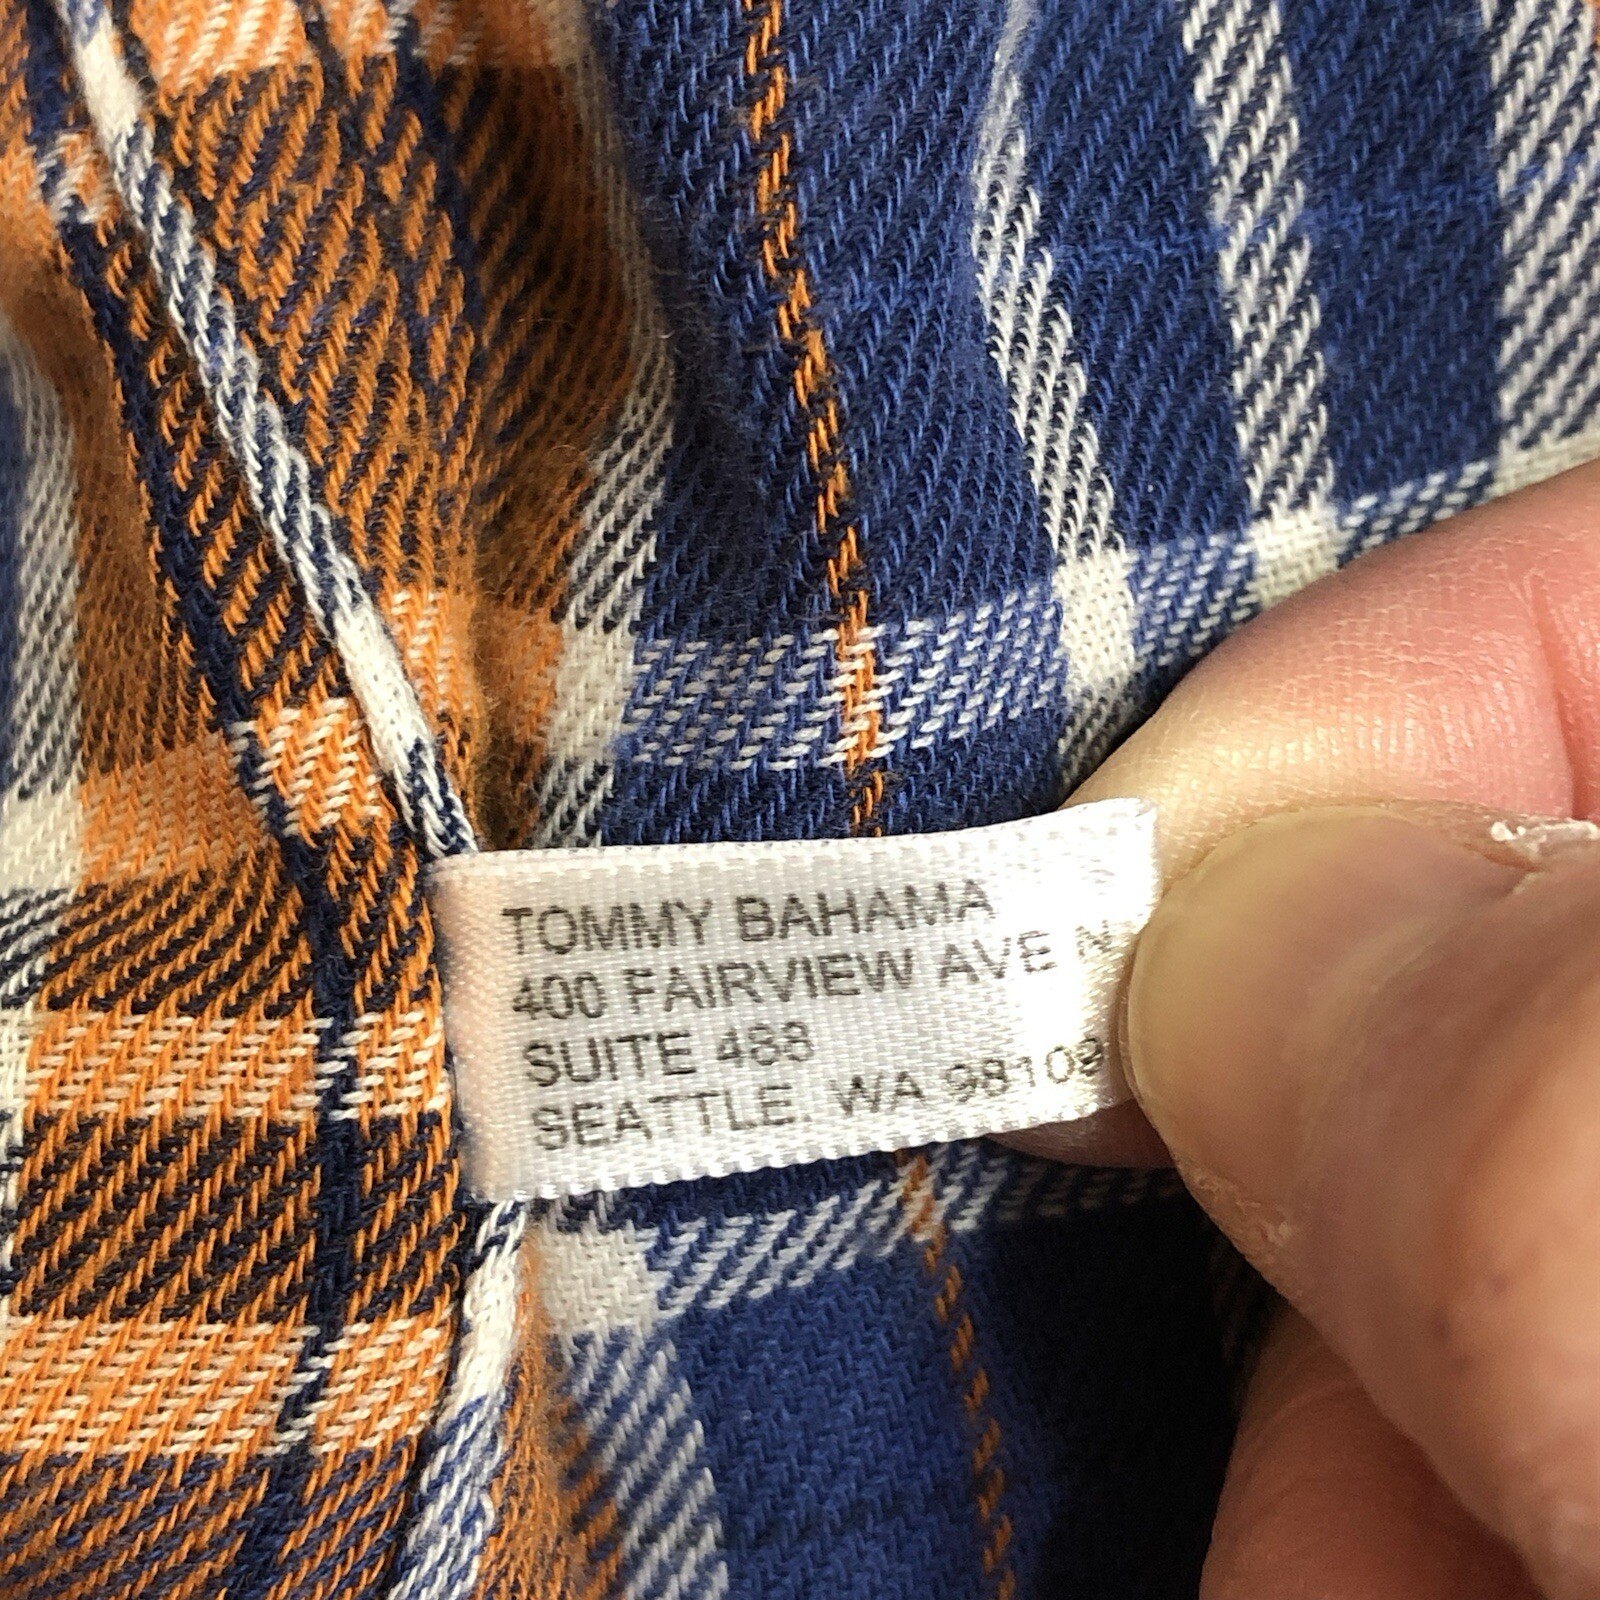 TOMMY BAHAMA
400 FAIRVIEW AVE N
SUITE 488
SEATTLE, WA 98109